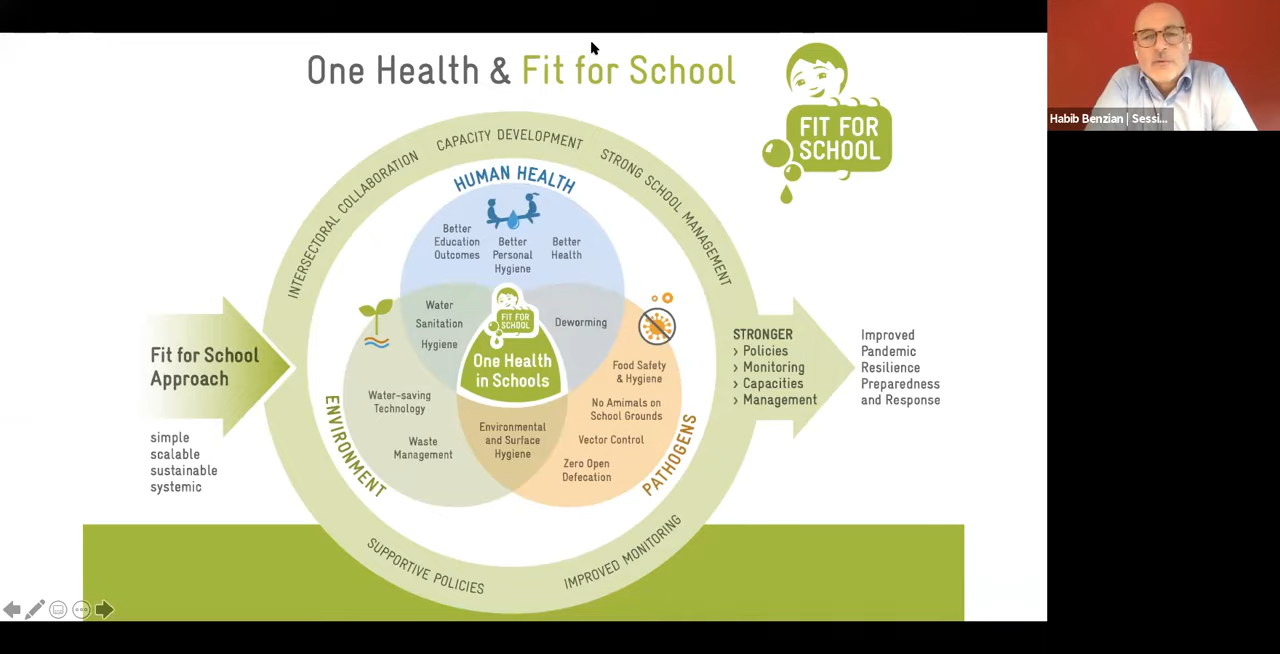 One Health & Fit for School
FIT FOR
SCHOOL
Habib Benzian | Sessi...
INTERSECTORAL COLLABORATION
CAPACITY DEVELOPMENT
STRONG SCHOOL MANAGEMENT
HUMAN HEALTH
Better
Education
Outcomes
Better
Personal
Hygiene
Better
Health
Water
Sanitation
Hygiene
FIT FOR
SCHOOL
Deworming
One Health
in Schools
Fit for School
Approach
simple
scalable
sustainable
systemic
ENVIRONMENT
Water-saving
Technology
Waste
Management
Environmental
and Surface
Hygiene
Food Safety
& Hygiene
No Amimals on
School Grounds
Vector Control
Zero Open
Defecation
PATHOGENS
STRONGER
› Policies
› Monitoring
› Capacities
› Management
Improved
Pandemic
Resilience
Preparedness
and Response
SUPPORTIVE POLICIES
IMPROVED MONITORING